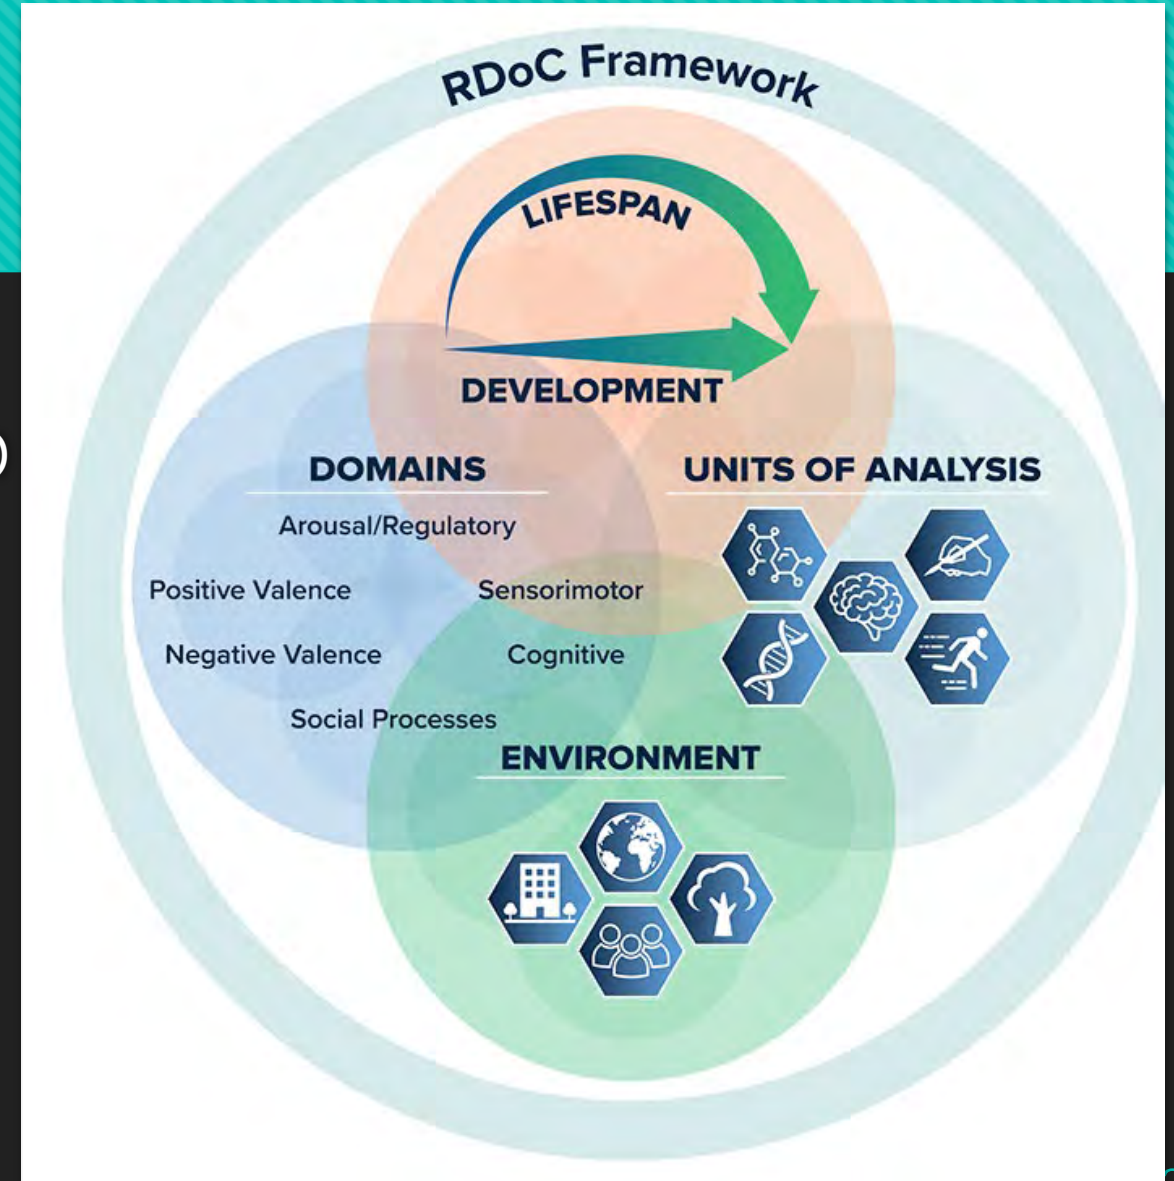 RDoC Framework
LIFESPAN
DEVELOPMENT
DOMAINS
Arousal/Regulatory
Positive Valence
Sensorimotor
Negative Valence
Cognitive
Social Processes
UNITS OF ANALYSIS
ENVIRONMENT
)